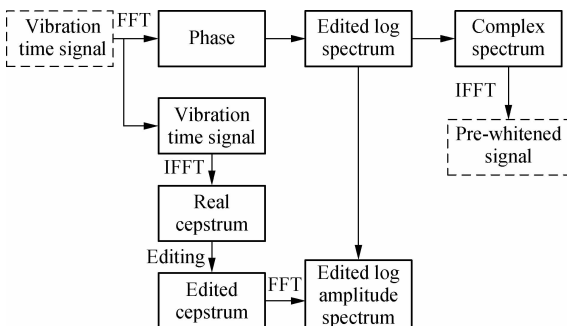 Vibration
time signal
FFT
Phase
Edited log
spectrum
Complex
spectrum
IFFT
Pre-whitened
signal
Vibration
time signal
IFFT
Real
cepstrum
Editing
Edited
cepstrum
FFT
Edited log
amplitude
spectrum